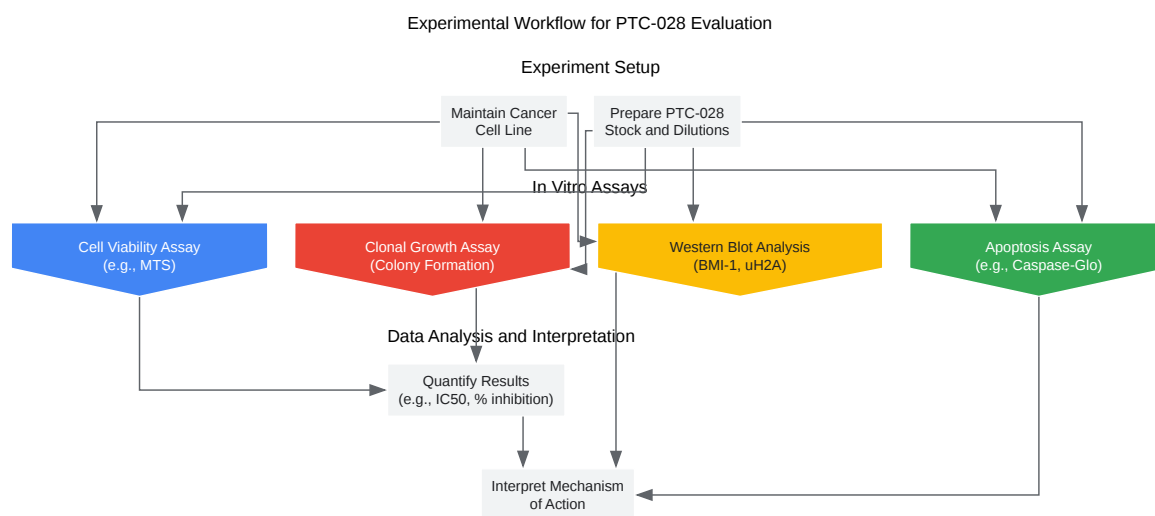 Experimental Workflow for PTC-028 Evaluation
Experiment Setup
Maintain Cancer
Cell Line
Prepare PTC-028
Stock and Dilutions
In Vitro Assays
Cell Viability Assay
(e.g., MTS)
Clonal Growth Assay
(Colony Formation)
Western Blot Analysis
(BMI-1, uH2A)
Apoptosis Assay
(e.g., Caspase-Glo)
Data Analysis and Interpretation
Quantify Results
(e.g., IC50, % inhibition)
Interpret Mechanism
of Action